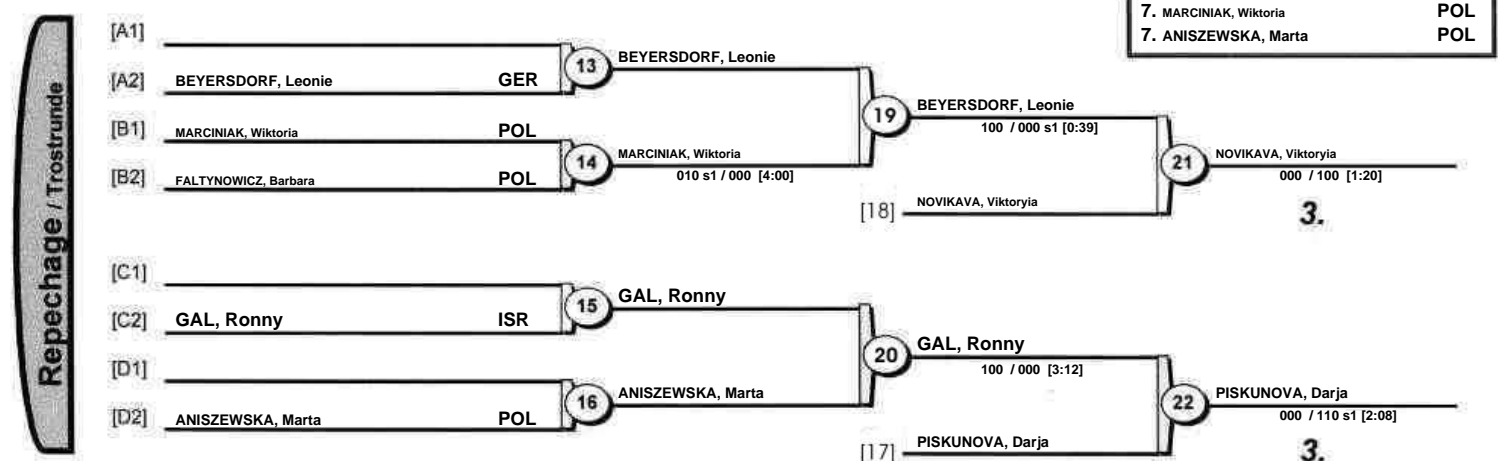 7. MARCINIAK, Wiktoria POL
7. ANISZEWSKA, Marta POL
Repechage / Trostrunde
[A1]
13 BEYERSDORF, Leonie
[A2] BEYERSDORF, Leonie GER
19 BEYERSDORF, Leonie
100 / 000 s1 [0:39]
[B1] MARCINIAK, Wiktoria POL
14 MARCINIAK, Wiktoria
010 s1 / 000 [4:00]
[B2] FALTYNOWICZ, Barbara POL
21 NOVIKAVA, Viktoryia
000 / 100 [1:20]
[18] NOVIKAVA, Viktoryia
3.
[C1]
15 GAL, Ronny
[C2] GAL, Ronny ISR
20 GAL, Ronny
100 / 000 [3:12]
[D1]
16 ANISZEWSKA, Marta
[D2] ANISZEWSKA, Marta POL
22 PISKUNOVA, Darja
000 / 110 s1 [2:08]
[17] PISKUNOVA, Darja
3.